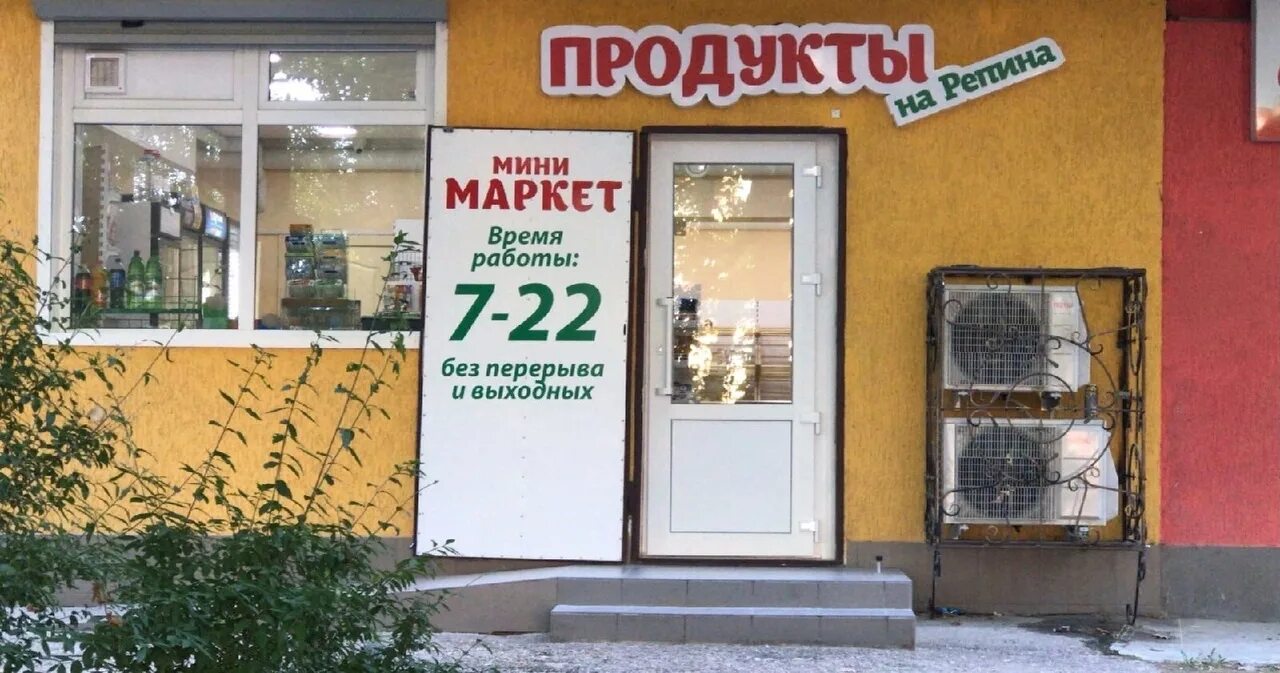 ПРОДУКТЫ
на Репина
МИНИ
МАРКЕТ
Время
работы:
7-22
без перерыва
и выходных